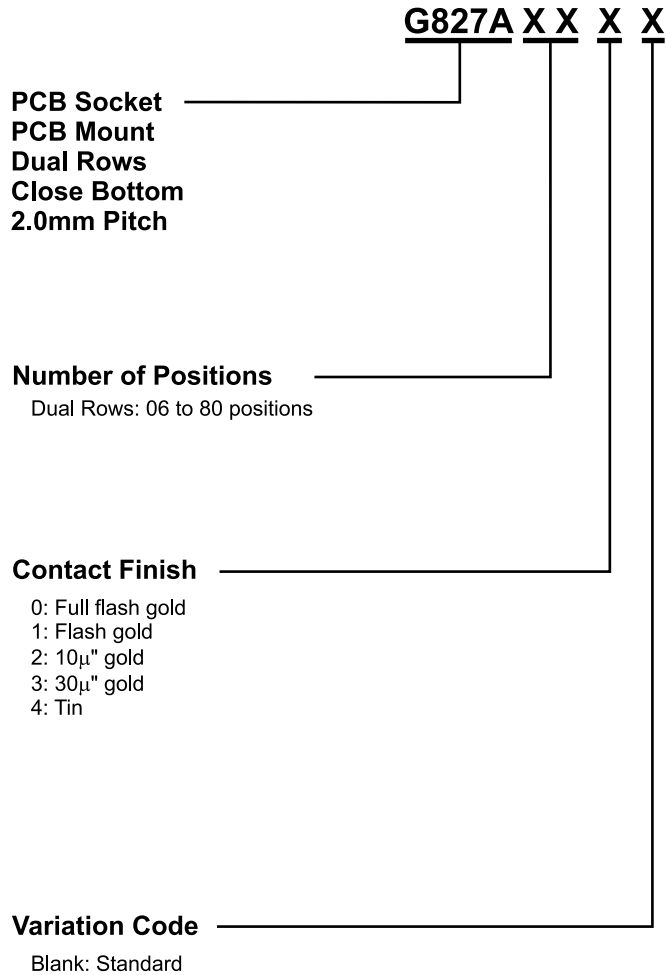 G827A X X X X
PCB Socket
PCB Mount
Dual Rows
Close Bottom
2.0mm Pitch
Number of Positions
Dual Rows: 06 to 80 positions
Contact Finish
0: Full flash gold
1: Flash gold
2: 10μ" gold
3: 30μ" gold
4: Tin
Variation Code
Blank: Standard